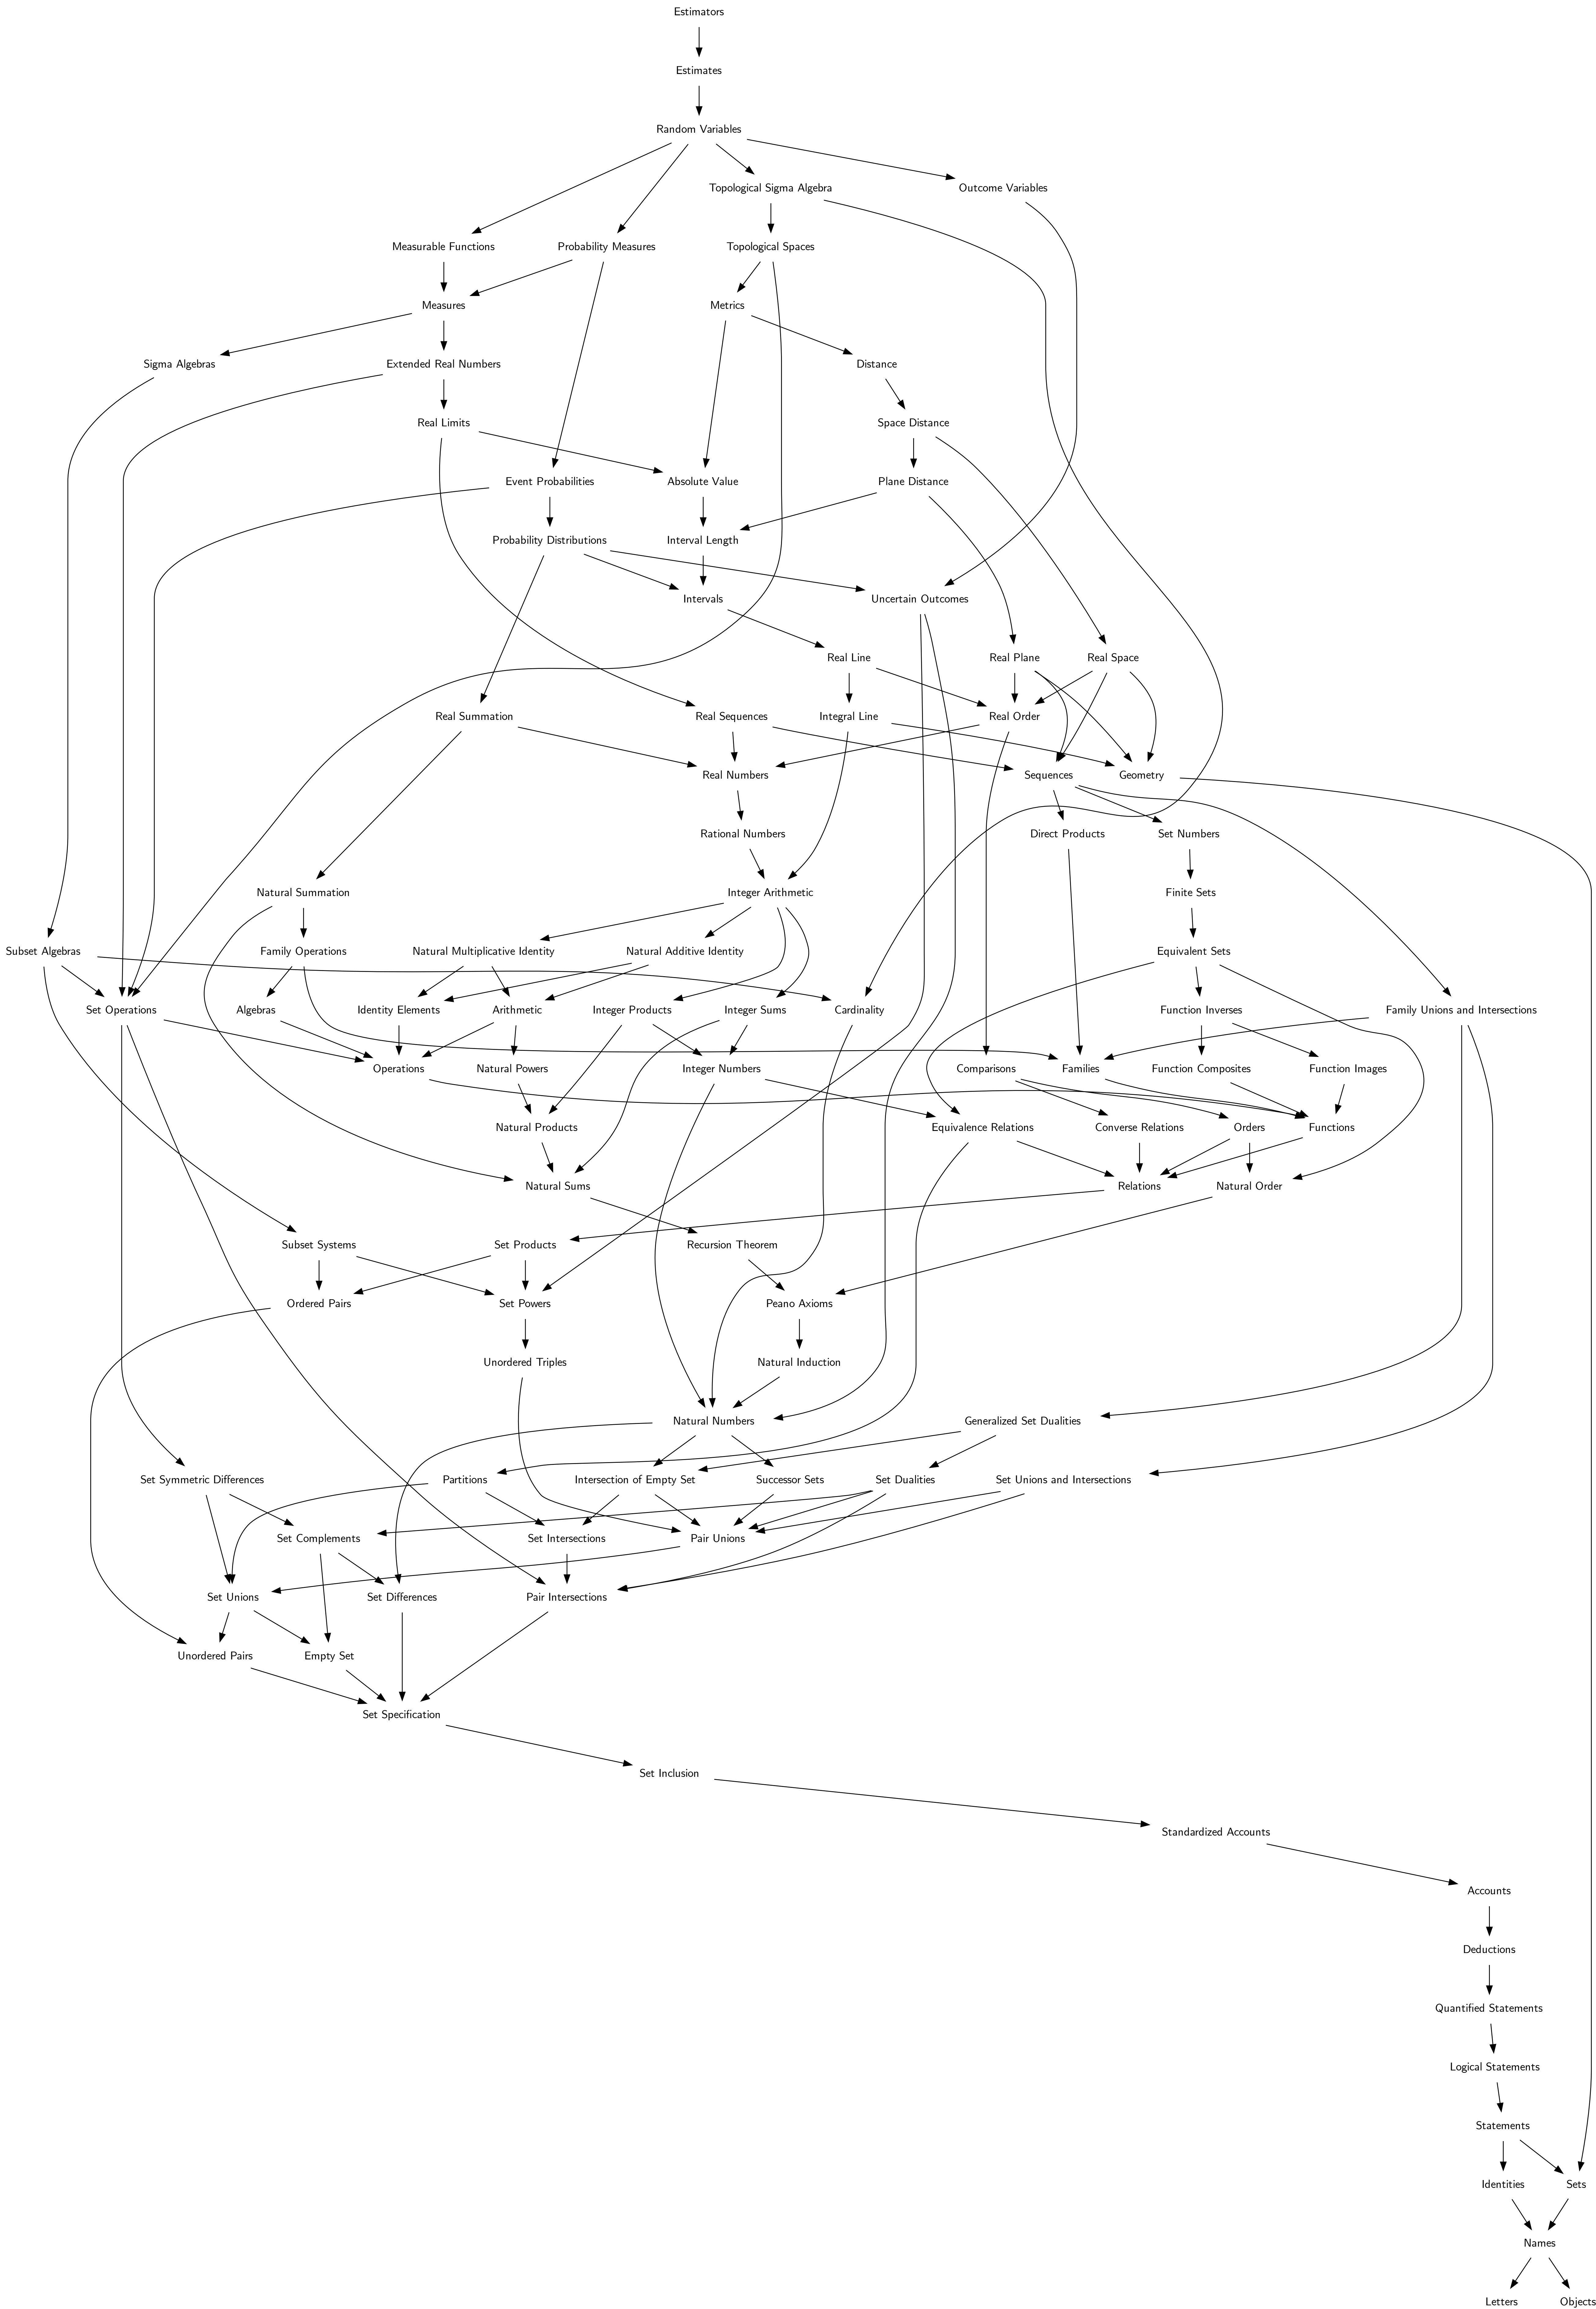 Estimators
Estimates
Random Variables
Topological Sigma Algebra
Outcome Variables
Measurable Functions
Probability Measures
Topological Spaces
Measures
Metrics
Sigma Algebras
Extended Real Numbers
Distance
Real Limits
Space Distance
Event Probabilities
Absolute Value
Plane Distance
Probability Distributions
Interval Length
Intervals
Uncertain Outcomes
Real Line
Real Plane
Real Space
Real Summation
Real Sequences
Integral Line
Real Order
Real Numbers
Sequences
Geometry
Rational Numbers
Direct Products
Set Numbers
Natural Summation
Integer Arithmetic
Finite Sets
Subset Algebras
Family Operations
Natural Multiplicative Identity
Natural Additive Identity
Equivalent Sets
Set Operations
Algebras
Identity Elements
Arithmetic
Integer Products
Integer Sums
Cardinality
Function Inverses
Family Unions and Intersections
Operations
Natural Powers
Integer Numbers
Comparisons
Families
Function Composites
Function Images
Natural Products
Equivalence Relations
Converse Relations
Orders
Functions
Natural Sums
Relations
Natural Order
Subset Systems
Set Products
Recursion Theorem
Ordered Pairs
Set Powers
Peano Axioms
Unordered Triples
Natural Induction
Natural Numbers
Generalized Set Dualities
Set Symmetric Differences
Partitions
Intersection of Empty Set
Successor Sets
Set Dualities
Set Unions and Intersections
Set Complements
Set Intersections
Pair Unions
Set Unions
Set Differences
Pair Intersections
Unordered Pairs
Empty Set
Set Specification
Set Inclusion
Standardized Accounts
Accounts
Deductions
Quantified Statements
Logical Statements
Statements
Identities
Sets
Names
Letters
Objects